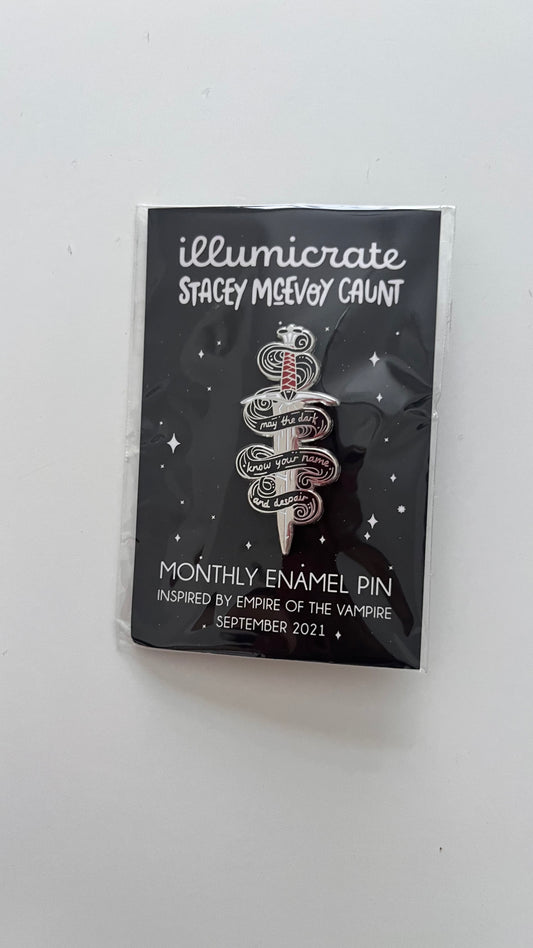 illumicrate
STACEY MCEVOY CAUNT
may the dark
know your name
and despair
MONTHLY ENAMEL PIN
INSPIRED BY EMPIRE OF THE VAMPIRE
SEPTEMBER 2021